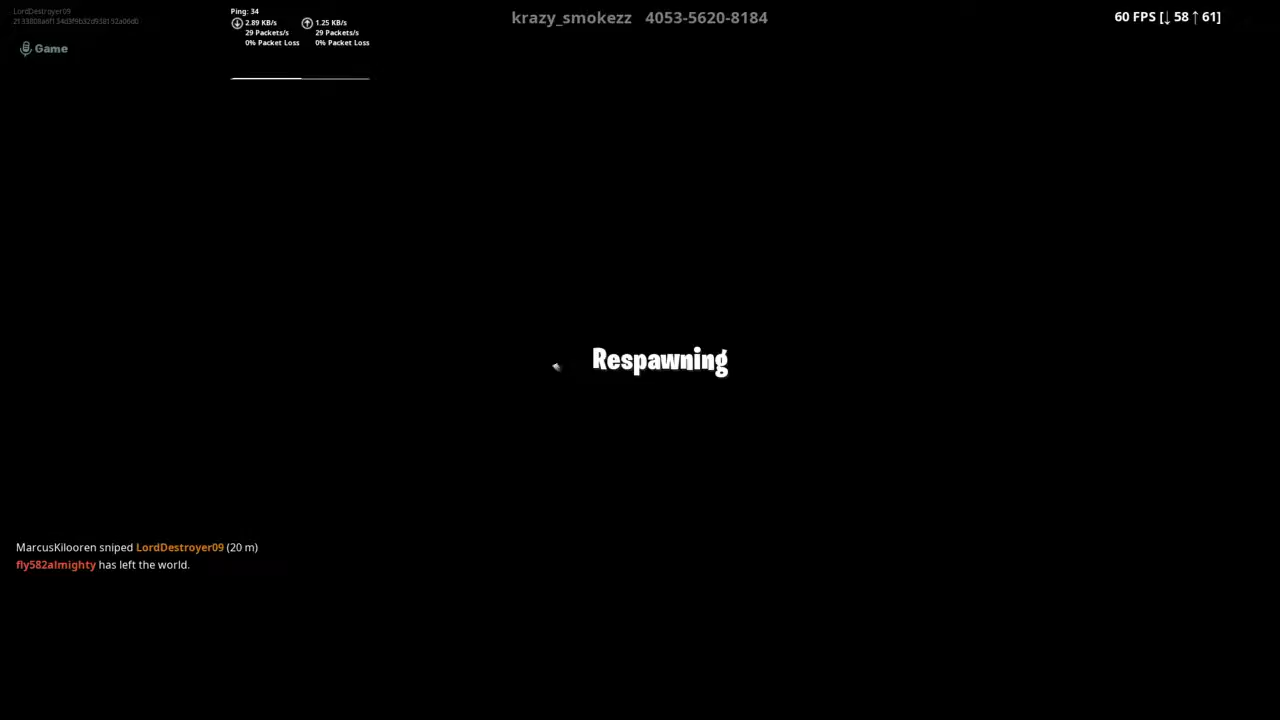 LordDestroyer09
Game
Ping: 34
2.89 KB/s 1.25 KB/s
29 Packets/s 29 Packets/s
0% Packet Loss 0% Packet Loss
krazy_smokezz 4053-5620-8184
60 FPS [↓ 58 ↑ 61]
Respawning
MarcusKilooren sniped LordDestroyer09 (20 m)
fly582almighty has left the world.